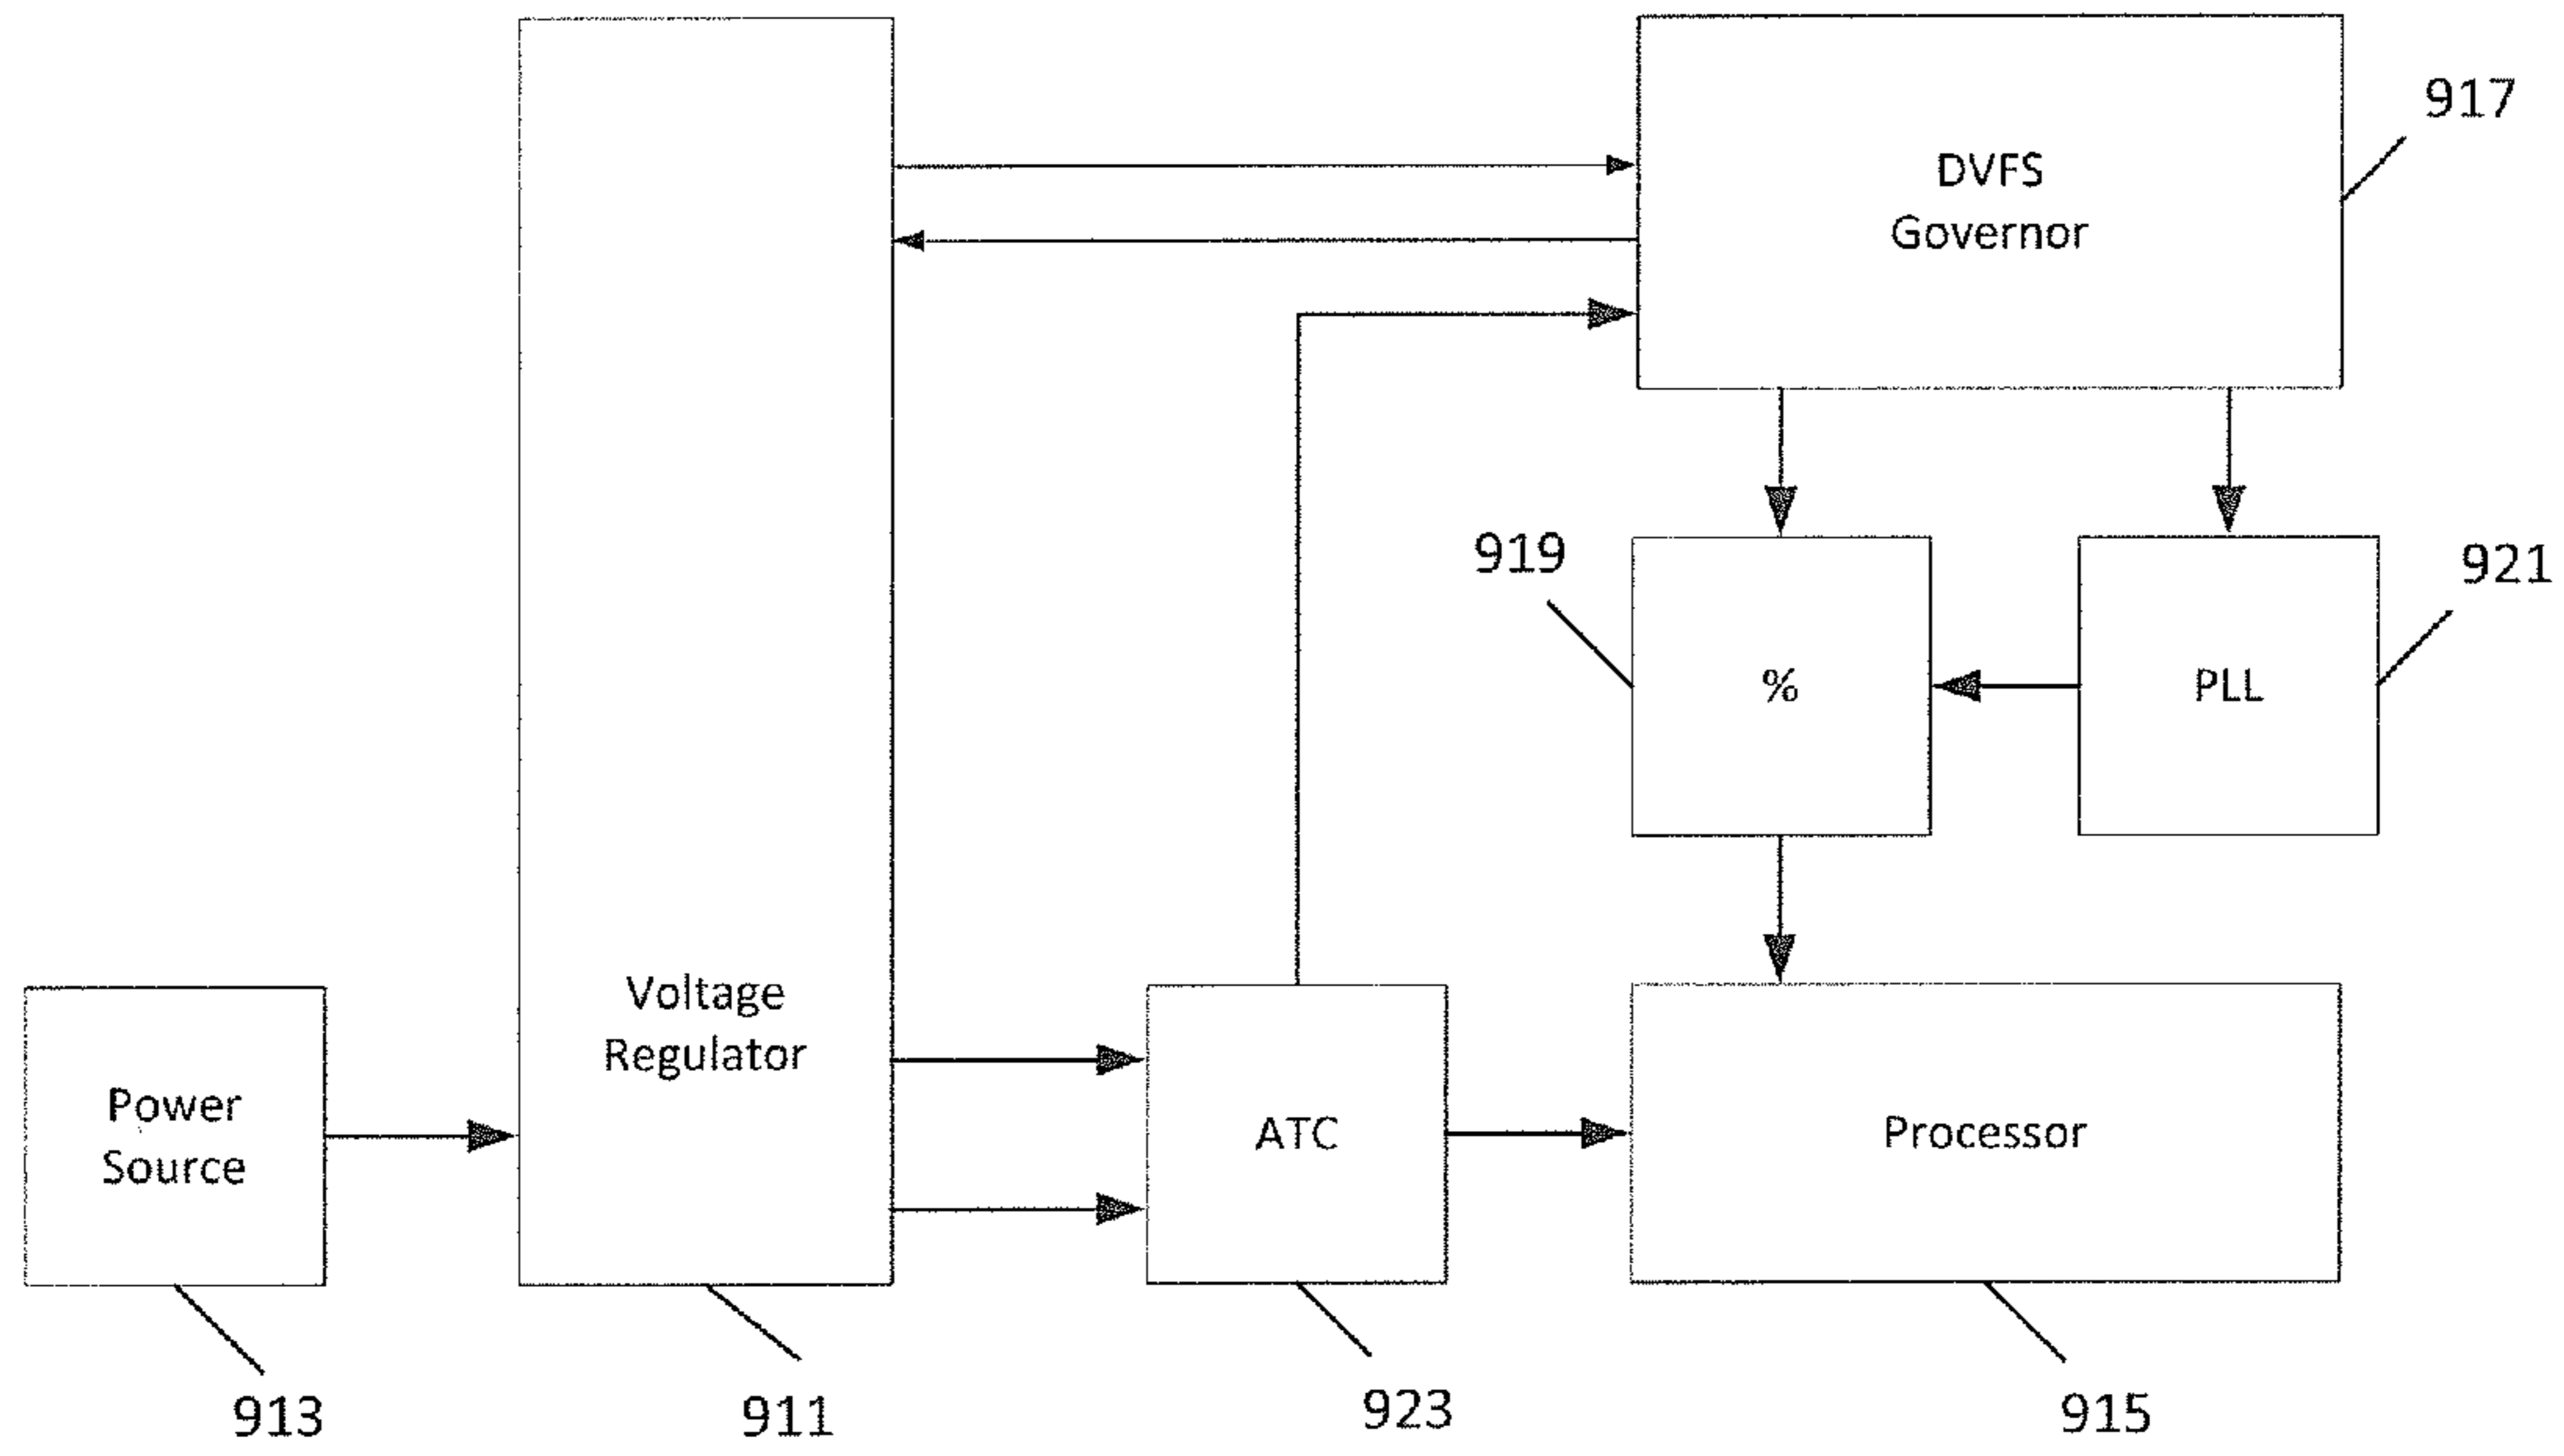 917
DVFS
Governor
919
921
%
PLL
Voltage
Regulator
Power
Source
ATC
Processor
913
911
923
915